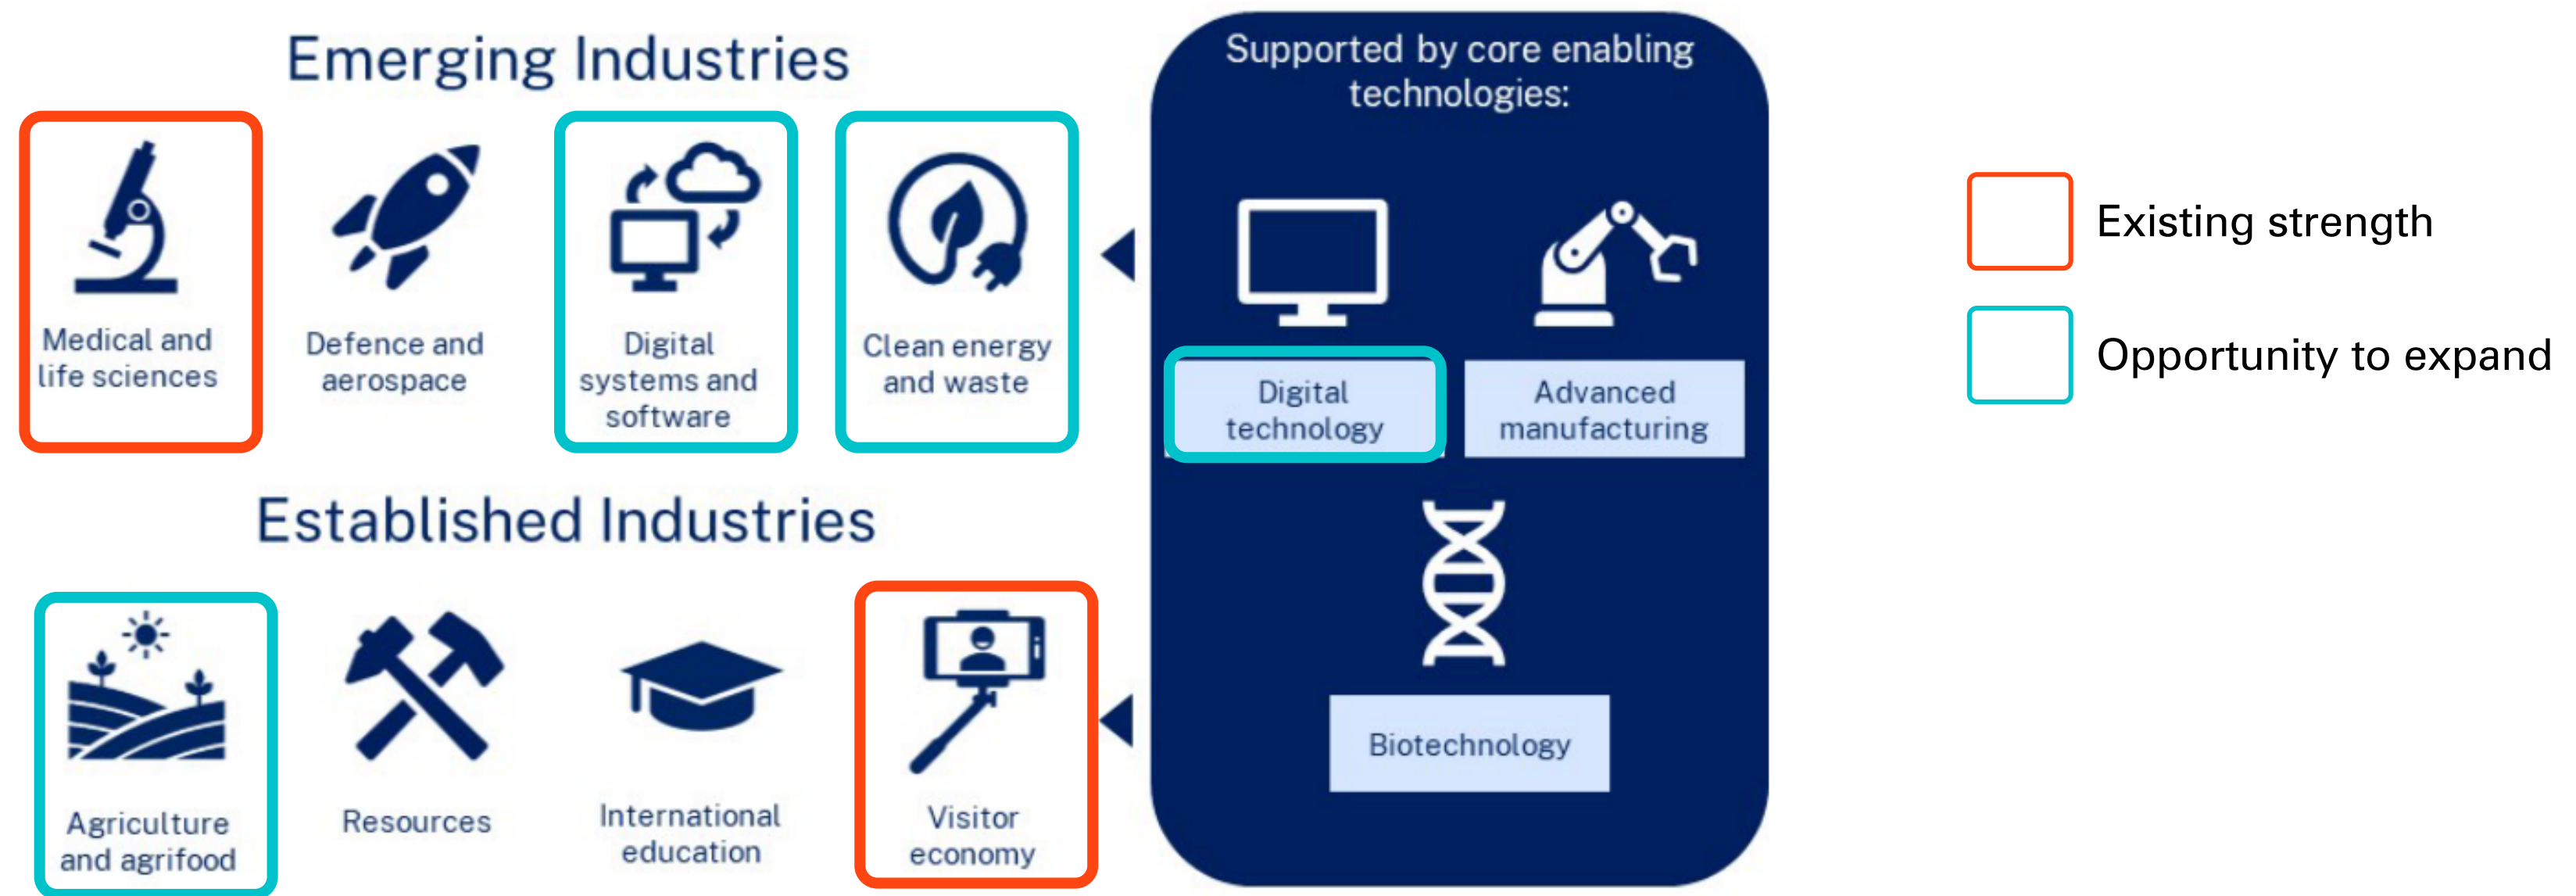 Emerging Industries
Medical and
life sciences
Defence and
aerospace
Digital
systems and
software
Clean energy
and waste
Established Industries
Agriculture
and agrifood
Resources
International
education
Visitor
economy
Supported by core enabling
technologies:
Digital
technology
Advanced
manufacturing
Biotechnology
Existing strength
Opportunity to expand